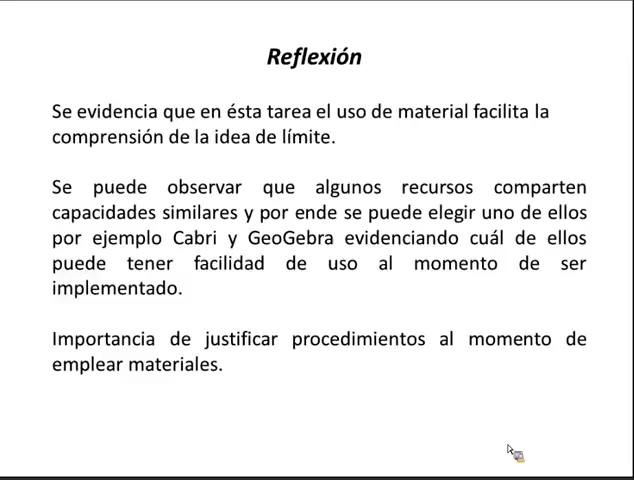 Reflexión
Se evidencia que en ésta tarea el uso de material facilita la
comprensión de la idea de límite.
Se puede observar que algunos recursos comparten
capacidades similares y por ende se puede elegir uno de ellos
por ejemplo Cabri y GeoGebra evidenciando cuál de ellos
puede tener facilidad de uso al momento de ser
implementado.
Importancia de justificar procedimientos al momento de
emplear materiales.